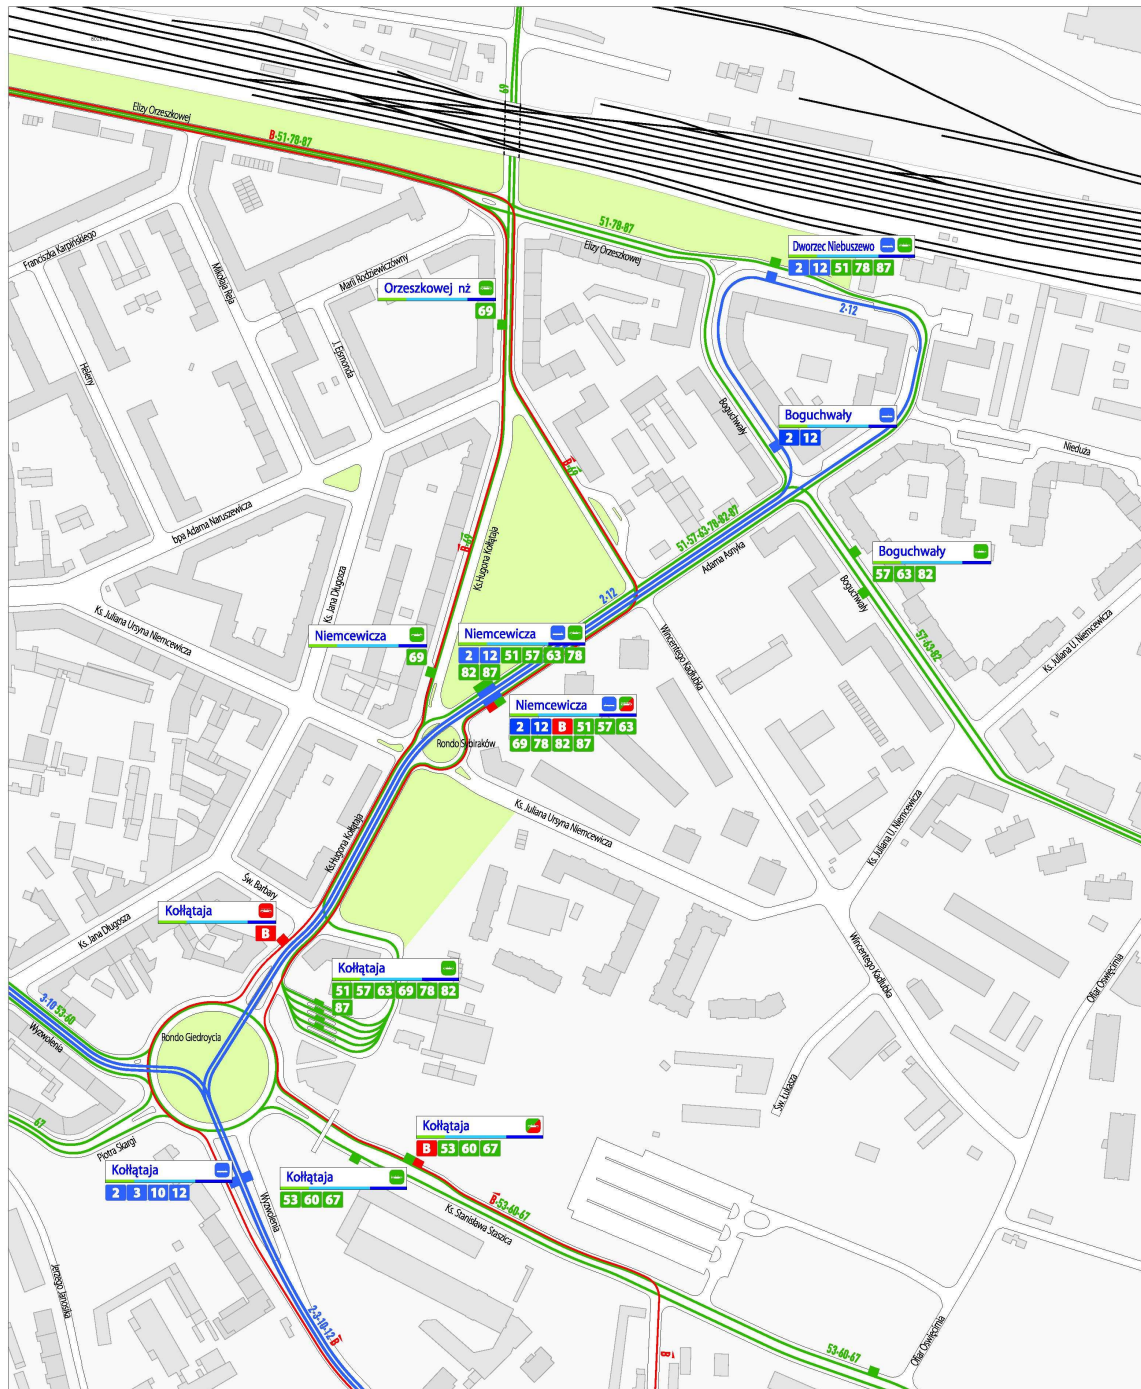 69
Elizy Orzeszkowej
B·51·78·87
51·78·87
Elizy Orzeszkowej
Dworzec Niebuszewo
2 12 51 78 87
Franciszka Karpińskiego
Mikołaja Reja
Marii Rodziewiczówny
Orzeszkowej nż
69
2·12
J. Ejsmonda
Heleny
Boguchwały
Boguchwały
2 12
Nieduża
B·69
bpa Adama Naruszewicza
B·69
Ks.Hugona Kołłątaja
51·57·63·78·82·87
Adama Asnyka
Boguchwały
57 63 82
Boguchwały
Ks. Jana Długosza
Ks. Juliana Ursyna Niemcewicza
2·12
57·63·82
Ks. Juliana U. Niemcewicza
Niemcewicza
69
Niemcewicza
2 12 51 57 63 78
82 87
Wincentego Kadłubka
Niemcewicza
2 12 B 51 57 63
69 78 82 87
Rondo Sybiraków
Ks. Juliana Ursyna Niemcewicza
Ks. Juliana U. Niemcewicza
Ks.Hugona Kołłątaja
Św. Barbary
Ks. Jana Długosza
Kołłątaja
B
Wincentego Kadłubka
Ofiar Oświęcimia
Kołłątaja
51 57 63 69 78 82
87
3·10 53·60
Wyzwolenia
Rondo Giedroycia
Św. Łukasza
67
Piotra Skargi
Kołłątaja
B 53 60 67
Kołłątaja
2 3 10 12
Kołłątaja
53 60 67
Wyzwolenia
B·53·60·67
Ks. Stanisława Staszica
Jerzego Janosika
2·3·10·12 B
B
53·60·67
Ofiar Oświęcimia